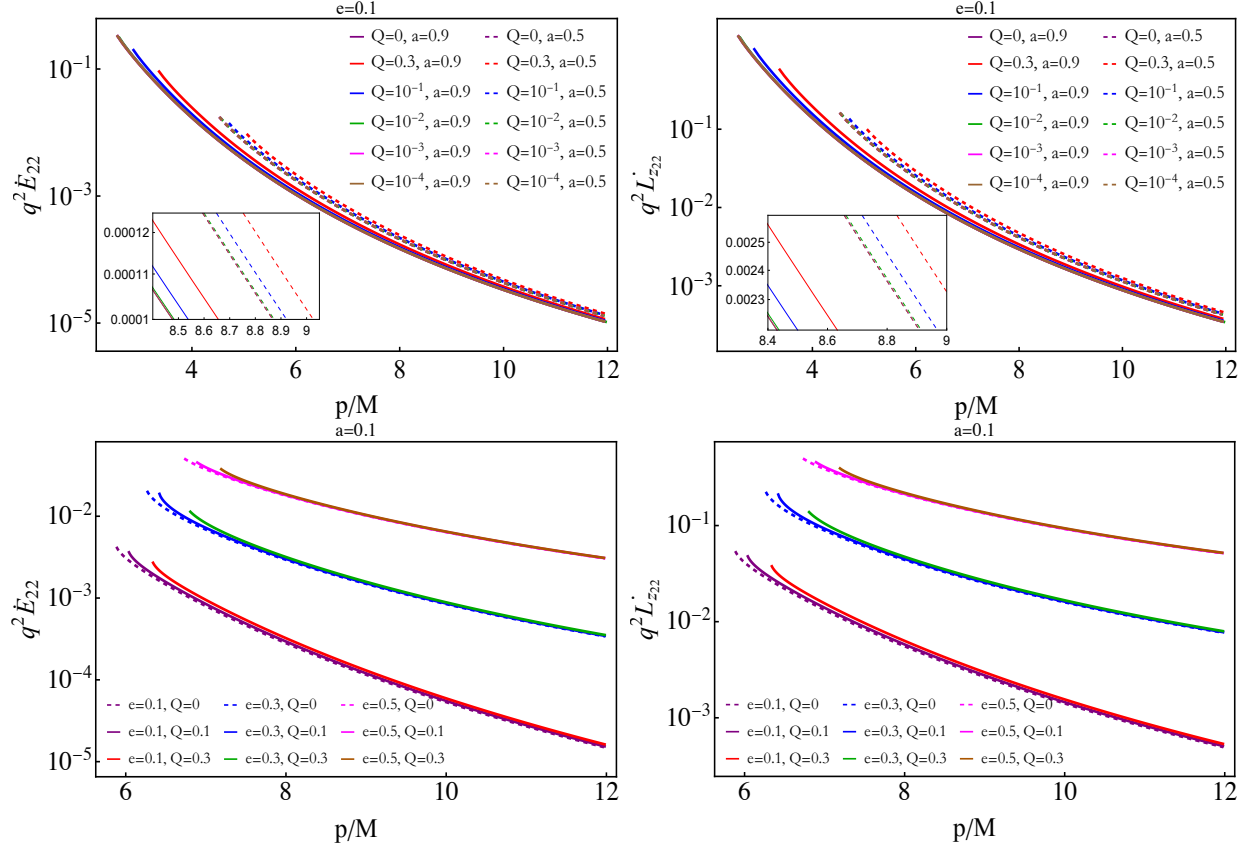 e=0.1
q²Ė₂₂
10⁻¹
10⁻³
10⁻⁵
Q=0, a=0.9 Q=0, a=0.5
Q=0.3, a=0.9 Q=0.3, a=0.5
Q=10⁻¹, a=0.9 Q=10⁻¹, a=0.5
Q=10⁻², a=0.9 Q=10⁻², a=0.5
Q=10⁻³, a=0.9 Q=10⁻³, a=0.5
Q=10⁻⁴, a=0.9 Q=10⁻⁴, a=0.5
0.00012
0.00011
0.0001
8.5 8.6 8.7 8.8 8.9 9
4 6 8 10 12
p/M
e=0.1
q² L̇z₂₂
10⁻¹
10⁻²
10⁻³
Q=0, a=0.9 Q=0, a=0.5
Q=0.3, a=0.9 Q=0.3, a=0.5
Q=10⁻¹, a=0.9 Q=10⁻¹, a=0.5
Q=10⁻², a=0.9 Q=10⁻², a=0.5
Q=10⁻³, a=0.9 Q=10⁻³, a=0.5
Q=10⁻⁴, a=0.9 Q=10⁻⁴, a=0.5
0.0025
0.0024
0.0023
8.4 8.6 8.8 9
4 6 8 10 12
p/M
a=0.1
q²Ė₂₂
10⁻²
10⁻³
10⁻⁴
10⁻⁵
e=0.1, Q=0 e=0.3, Q=0 e=0.5, Q=0
e=0.1, Q=0.1 e=0.3, Q=0.1 e=0.5, Q=0.1
e=0.1, Q=0.3 e=0.3, Q=0.3 e=0.5, Q=0.3
6 8 10 12
p/M
a=0.1
q² L̇z₂₂
10⁻¹
10⁻²
10⁻³
e=0.1, Q=0 e=0.3, Q=0 e=0.5, Q=0
e=0.1, Q=0.1 e=0.3, Q=0.1 e=0.5, Q=0.1
e=0.1, Q=0.3 e=0.3, Q=0.3 e=0.5, Q=0.3
6 8 10 12
p/M